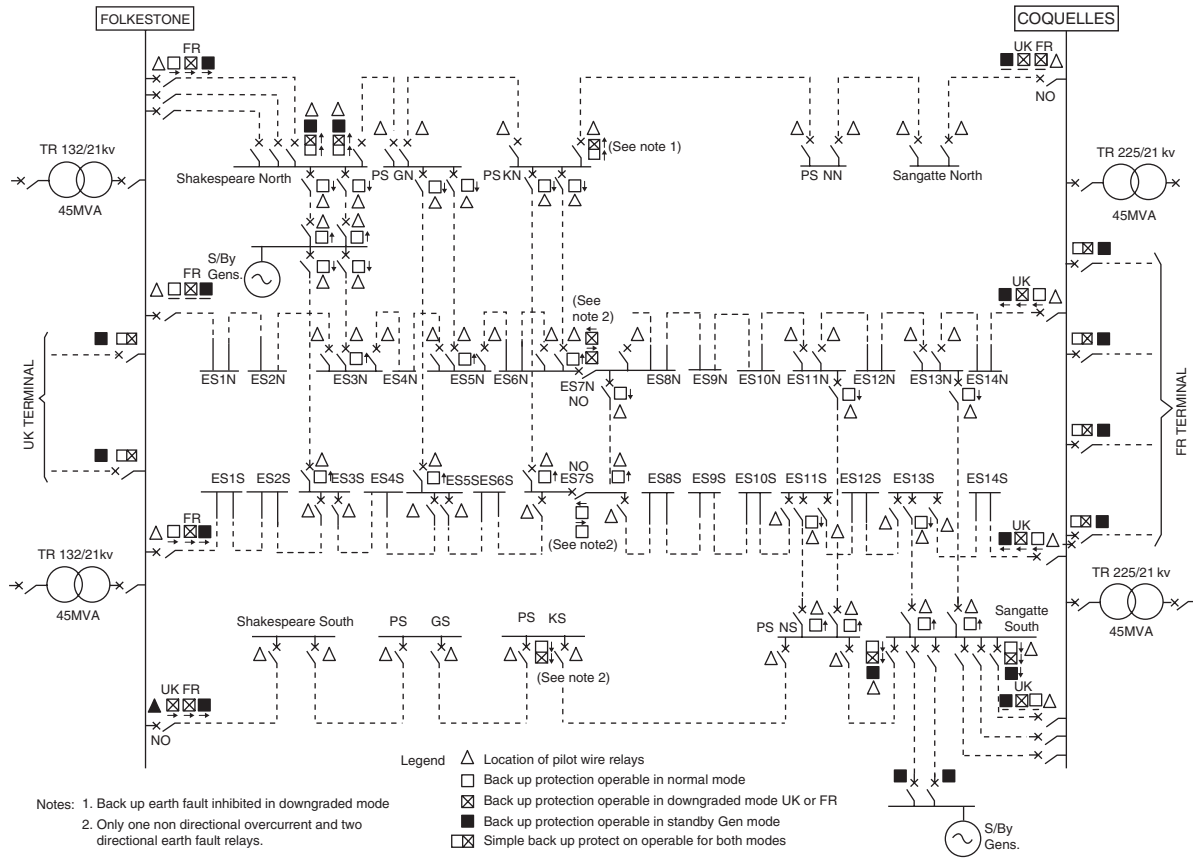 FOLKESTONE
COQUELLES
FR
UK FR
NO
TR 132/21kv
45MVA
Shakespeare North
PS GN
PS KN
(See note 1)
PS NN
Sangatte North
TR 225/21 kv
45MVA
S/By
Gens.
FR
(See
note 2)
UK
UK TERMINAL
FR TERMINAL
ES1N
ES2N
ES3N
ES4N
ES5N
ES6N
ES7N
NO
ES8N
ES9N
ES10N
ES11N
ES12N
ES13N
ES14N
ES1S
ES2S
ES3S
ES4S
ES5S
ES6S
NO
ES7S
ES8S
ES9S
ES10S
ES11S
ES12S
ES13S
ES14S
FR
(See note2)
UK
TR 132/21kv
45MVA
TR 225/21 kv
45MVA
Shakespeare South
PS GS
PS KS
(See note 2)
PS NS
Sangatte
South
UK FR
NO
UK
Legend
Location of pilot wire relays
Back up protection operable in normal mode
Back up protection operable in downgraded mode UK or FR
Back up protection operable in standby Gen mode
Simple back up protect on operable for both modes
Notes: 1. Back up earth fault inhibited in downgraded mode
2. Only one non directional overcurrent and two
directional earth fault relays.
S/By
Gens.